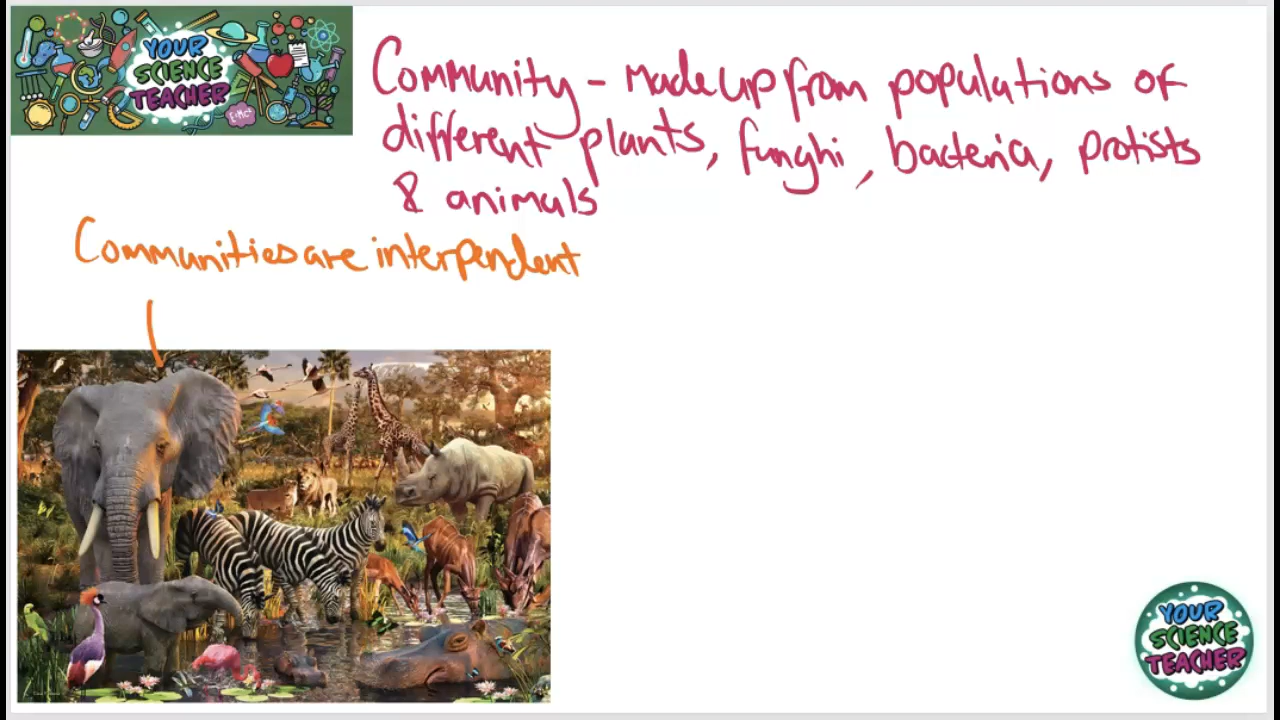 YOUR
SCIENCE
TEACHER
E=MC²
Community - Made up from populations of
different plants, funghi, bacteria, protists
& animals
Communities are interpendent
YOUR
SCIENCE
TEACHER